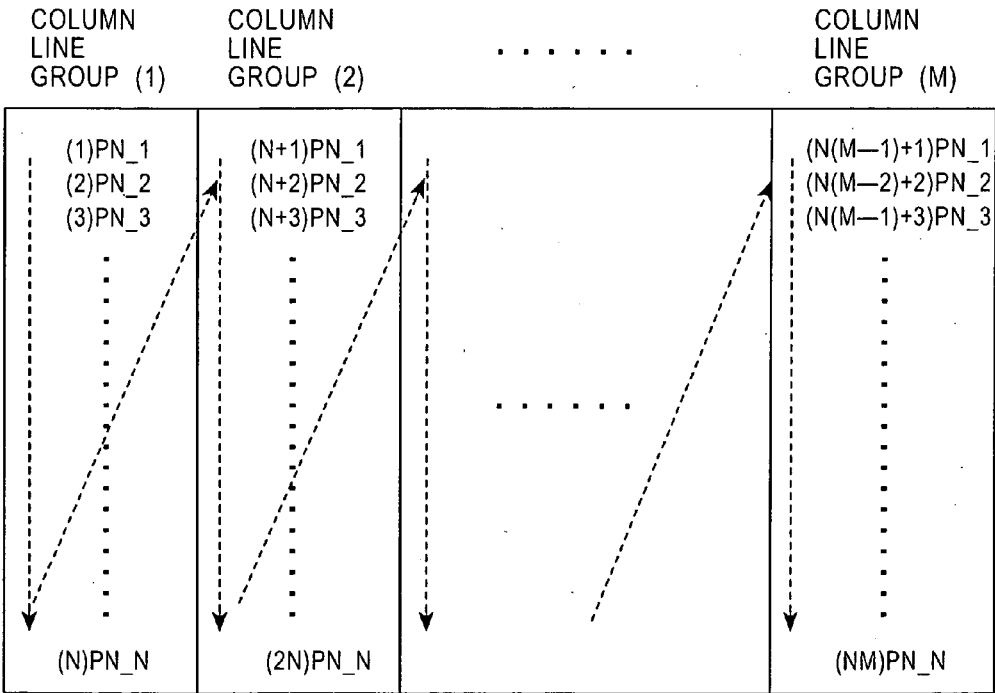 COLUMN
LINE
GROUP (1)
COLUMN
LINE
GROUP (2)
COLUMN
LINE
GROUP (M)
(1)PN_1
(2)PN_2
(3)PN_3
(N)PN_N
(N+1)PN_1
(N+2)PN_2
(N+3)PN_3
(2N)PN_N
(N(M—1)+1)PN_1
(N(M—2)+2)PN_2
(N(M—1)+3)PN_3
(NM)PN_N